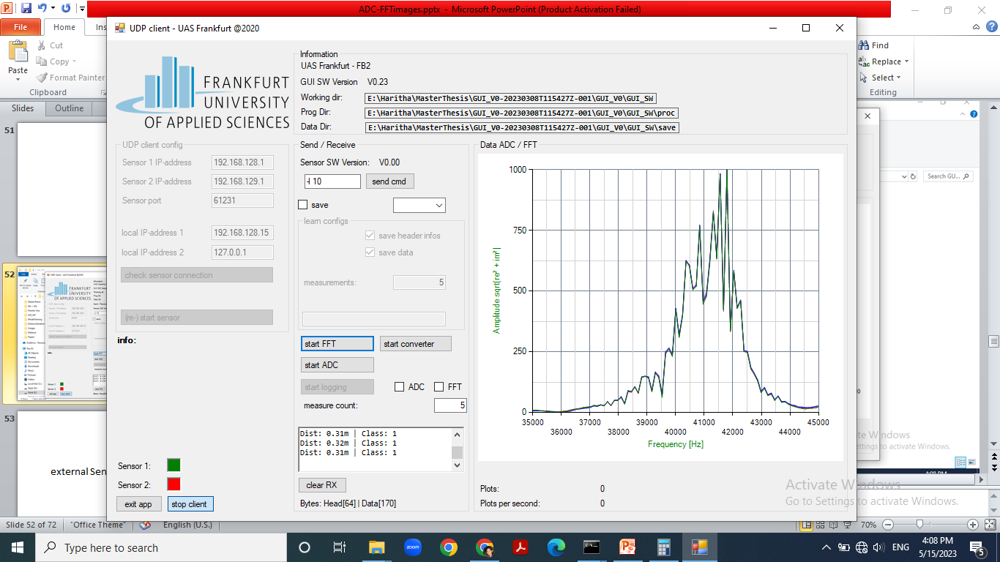 ADC-FFTimages.pptx - Microsoft PowerPoint (Product Activation Failed)
File
Home
Ins
Cut
Copy
Format Painter
Paste
Clipboard
Find
Replace
Select
Editing
Slides
Outline
51
52
53
external Sen
UDP client - UAS Frankfurt @2020
FRANKFURT
UNIVERSITY
OF APPLIED SCIENCES
Information
UAS Frankfurt - FB2
GUI SW Version V0.23
Working dir: E:\Haritha\MasterThesis\GUI_V0-20230308T115427Z-001\GUI_V0\GUI_SW
Prog Dir: E:\Haritha\MasterThesis\GUI_V0-20230308T115427Z-001\GUI_V0\GUI_SW\proc
Data Dir: E:\Haritha\MasterThesis\GUI_V0-20230308T115427Z-001\GUI_V0\GUI_SW\save
UDP client config
Sensor 1 IP-address 192.168.128.1
Sensor 2 IP-address 192.168.129.1
Sensor port 61231
local IP-address 1 192.168.128.15
local IP-address 2 127.0.0.1
check sensor connection
(re-) start sensor
info:
Sensor 1:
Sensor 2:
exit app
stop client
Send / Receive
Sensor SW Version: V0.00
-l 10
send cmd
save
learn configs
save header infos
save data
measurements: 5
start FFT
start converter
start ADC
start logging
ADC
FFT
measure count: 5
Dist: 0.31m | Class: 1
Dist: 0.32m | Class: 1
Dist: 0.31m | Class: 1
clear RX
Bytes: Head[64] | Data[170]
Data ADC / FFT
1000
750
500
250
0
Amplitude sqrt(re² + im²)
35000 37000 39000 41000 43000 45000
36000 38000 40000 42000 44000
Frequency [Hz]
Plots: 0
Plots per second: 0
Search GU...
Activate Windows
Go to Settings to activate Windows.
Slide 52 of 72
"Office Theme"
English (U.S.)
70%
Type here to search
zoom
ENG
4:08 PM
5/15/2023
5